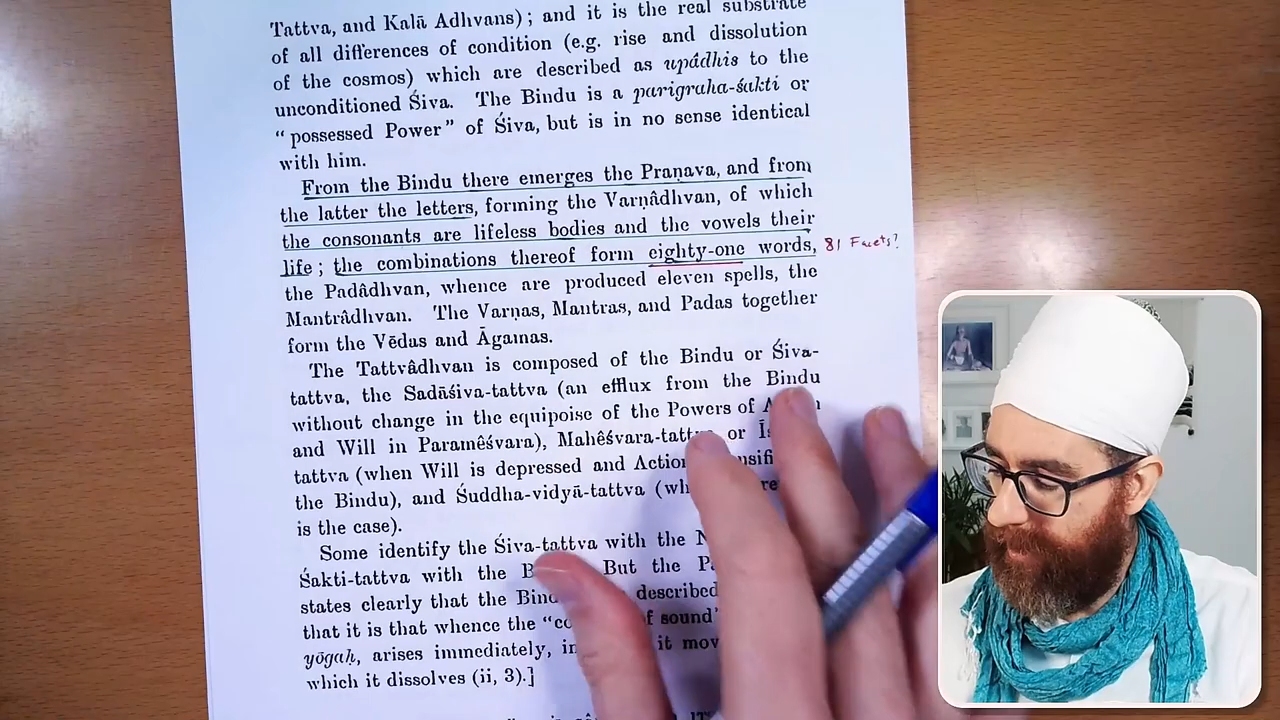 Tattva, and Kalā Adhvans) ; and it is the real substrate
of all differences of condition (e.g. rise and dissolution
of the cosmos) which are described as upâdhis to the
unconditioned Śiva. The Bindu is a parigraha-śakti or
“ possessed Power ” of Śiva, but is in no sense identical
with him.
From the Bindu there emerges the Praṇava, and from
the latter the letters, forming the Varṇâdhvan, of which
the consonants are lifeless bodies and the vowels their
life ; the combinations thereof form eighty-one words, 81 Facets?
the Padâdhvan, whence are produced eleven spells, the
Mantrâdhvan. The Varṇas, Mantras, and Padas together
form the Vēdas and Āgamas.
The Tattvâdhvan is composed of the Bindu or Śiva-
tattva, the Sadāśiva-tattva (an efflux from the Bindu
without change in the equipoise of the Powers of
and Will in Paramêśvara), Mahêśvara-tattva or
tattva (when Will is depressed and Action
the Bindu), and Śuddha-vidyā-tattva
is the case).
Some identify the Śiva-tattva with the
Śakti-tattva with the But the
states clearly that the described
that it is that whence the of sound”
yōgaḥ, arises immediately, it
which it dissolves (ii, 3).]